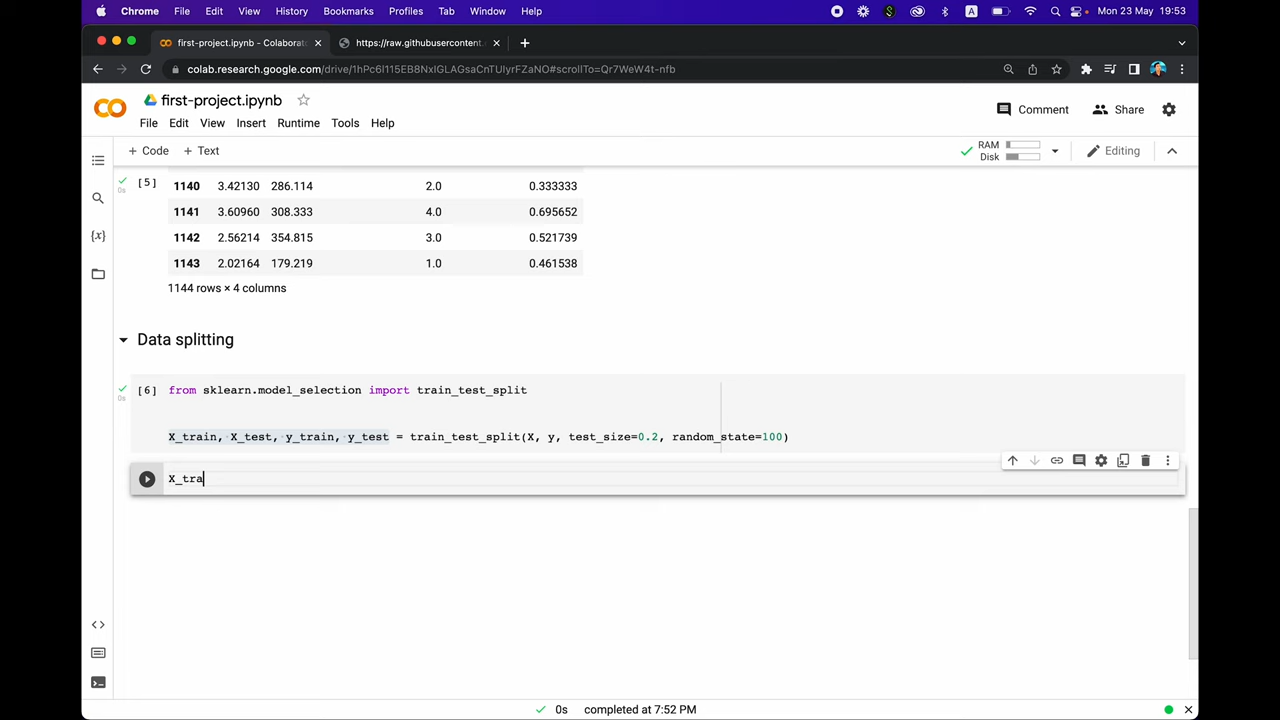 Chrome File Edit View History Bookmarks Profiles Tab Window Help A Mon 23 May 19:53
first-project.ipynb - Colaborat
https://raw.githubusercontent.
colab.research.google.com/drive/1hPc6I115EB8NxIGLAGsaCnTUIyrFZaNO#scrollTo=Qr7WeW4t-nfb
CO
first-project.ipynb
Comment Share
File Edit View Insert Runtime Tools Help
+ Code + Text
RAM
Disk
Editing
0s
[5]
1140 3.42130 286.114 2.0 0.333333
1141 3.60960 308.333 4.0 0.695652
1142 2.56214 354.815 3.0 0.521739
1143 2.02164 179.219 1.0 0.461538
1144 rows × 4 columns
{x}
Data splitting
0s
[6] from sklearn.model_selection import train_test_split
X_train, X_test, y_train, y_test = train_test_split(X, y, test_size=0.2, random_state=100)
X_tra
0s completed at 7:52 PM